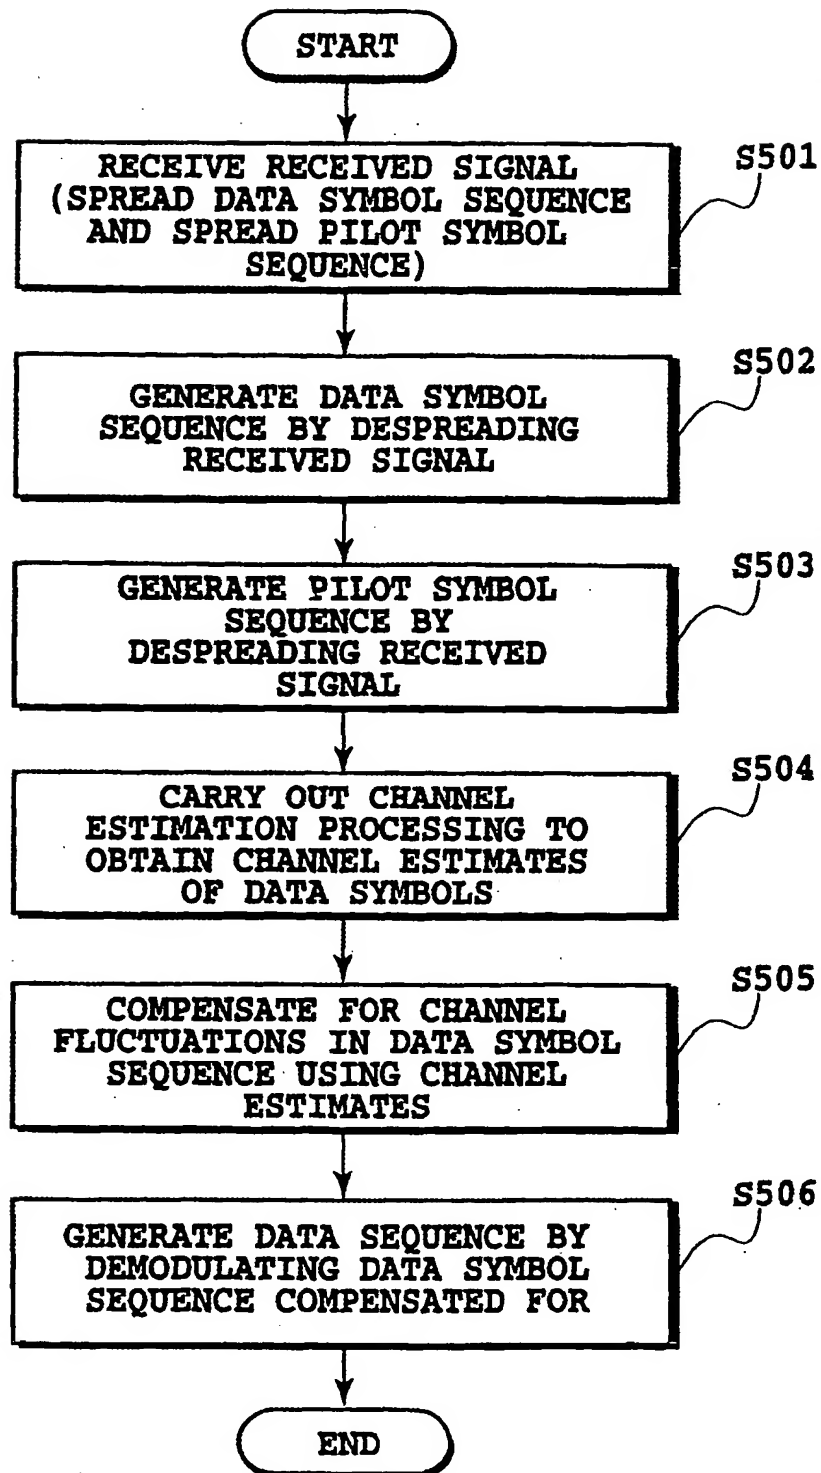 START
S501
RECEIVE RECEIVED SIGNAL
(SPREAD DATA SYMBOL SEQUENCE
AND SPREAD PILOT SYMBOL
SEQUENCE)
S502
GENERATE DATA SYMBOL
SEQUENCE BY DESPREADING
RECEIVED SIGNAL
S503
GENERATE PILOT SYMBOL
SEQUENCE BY
DESPREADING RECEIVED
SIGNAL
S504
CARRY OUT CHANNEL
ESTIMATION PROCESSING TO
OBTAIN CHANNEL ESTIMATES
OF DATA SYMBOLS
S505
COMPENSATE FOR CHANNEL
FLUCTUATIONS IN DATA SYMBOL
SEQUENCE USING CHANNEL
ESTIMATES
S506
GENERATE DATA SEQUENCE BY
DEMODULATING DATA SYMBOL
SEQUENCE COMPENSATED FOR
END